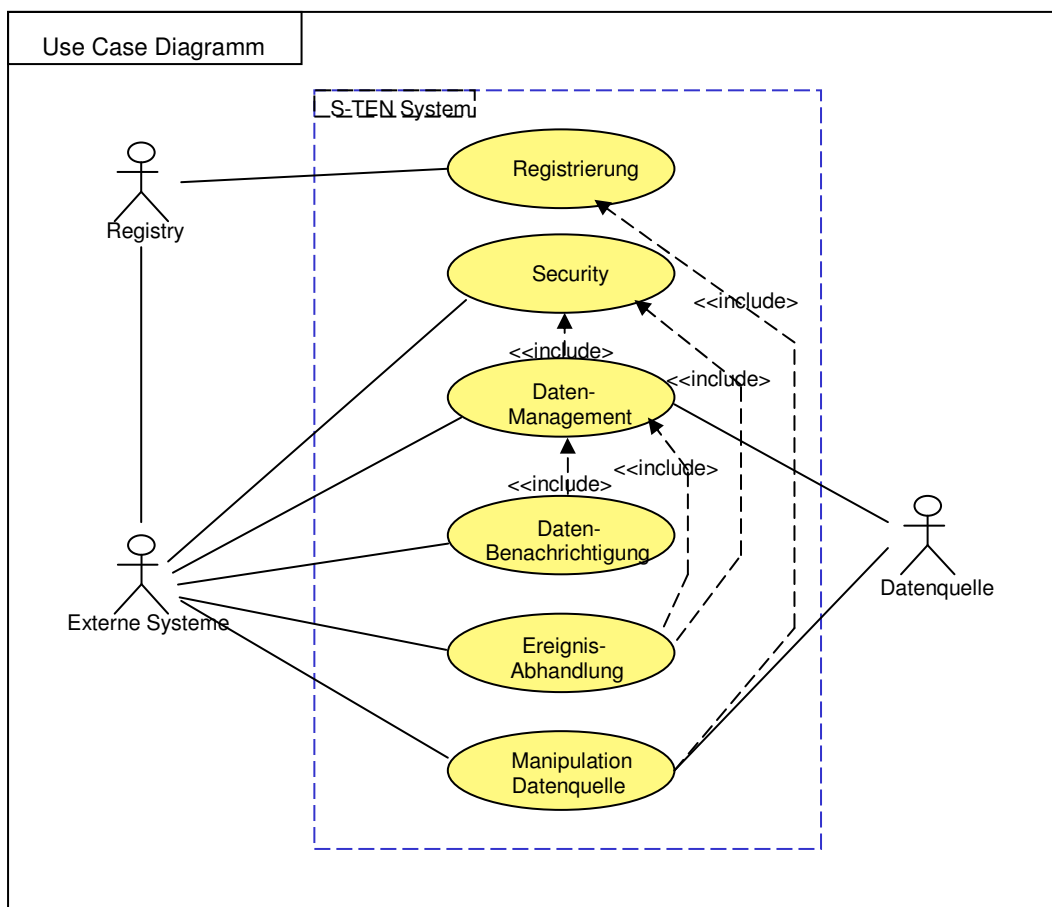 Use Case Diagramm
S-TEN System
Registrierung
Registry
Security
<<include>
<<include>
<<include>
Daten-
Management
<<include>
<<include>
Daten-
Benachrichtigung
Datenquelle
Externe Systeme
Ereignis-
Abhandlung
Manipulation
Datenquelle